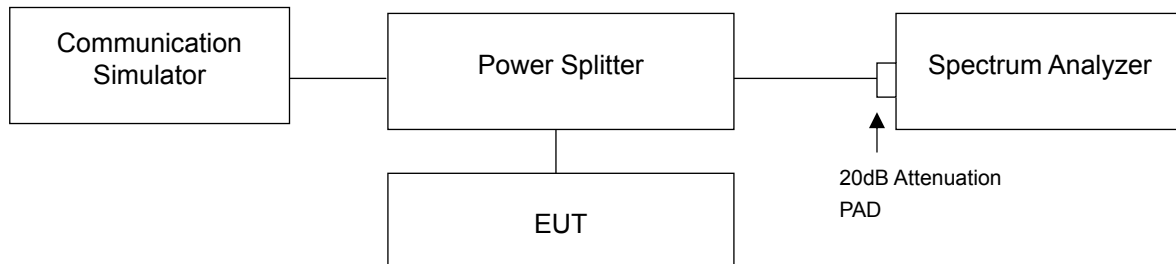 Communication
Simulator
Power Splitter
Spectrum Analyzer
20dB Attenuation
PAD
EUT